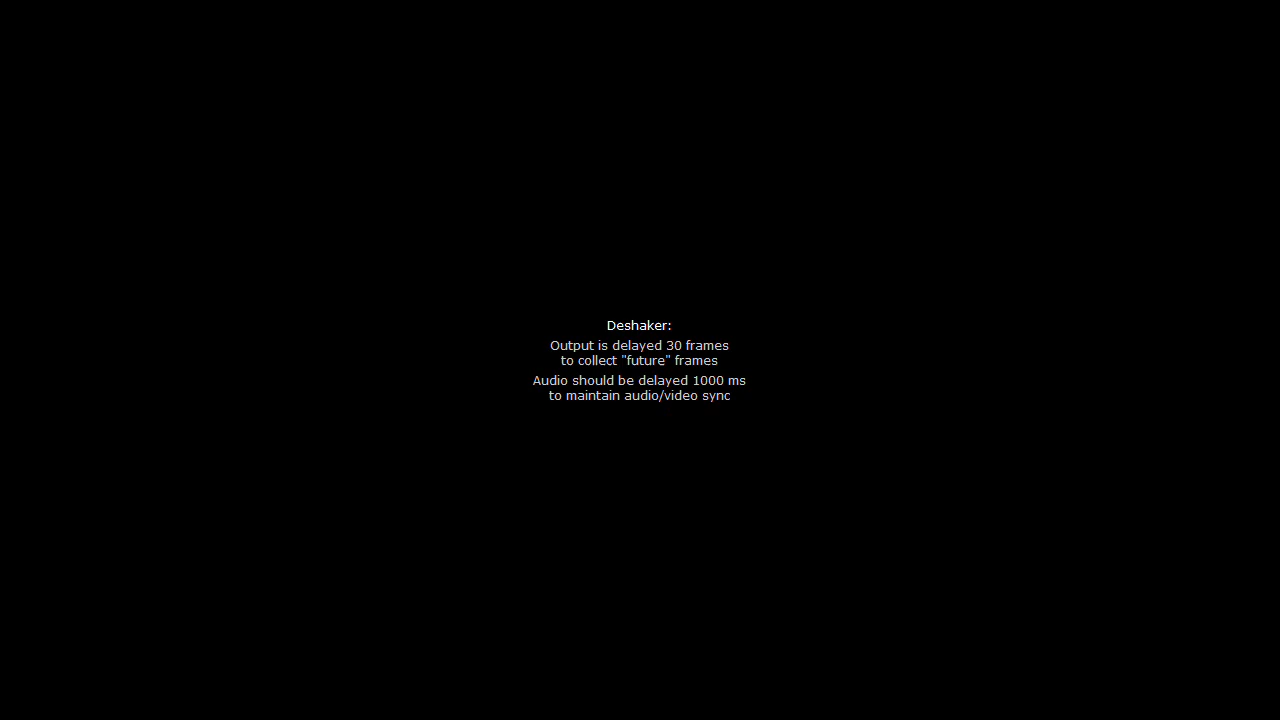 Deshaker:
Output is delayed 30 frames
to collect "future" frames
Audio should be delayed 1000 ms
to maintain audio/video sync